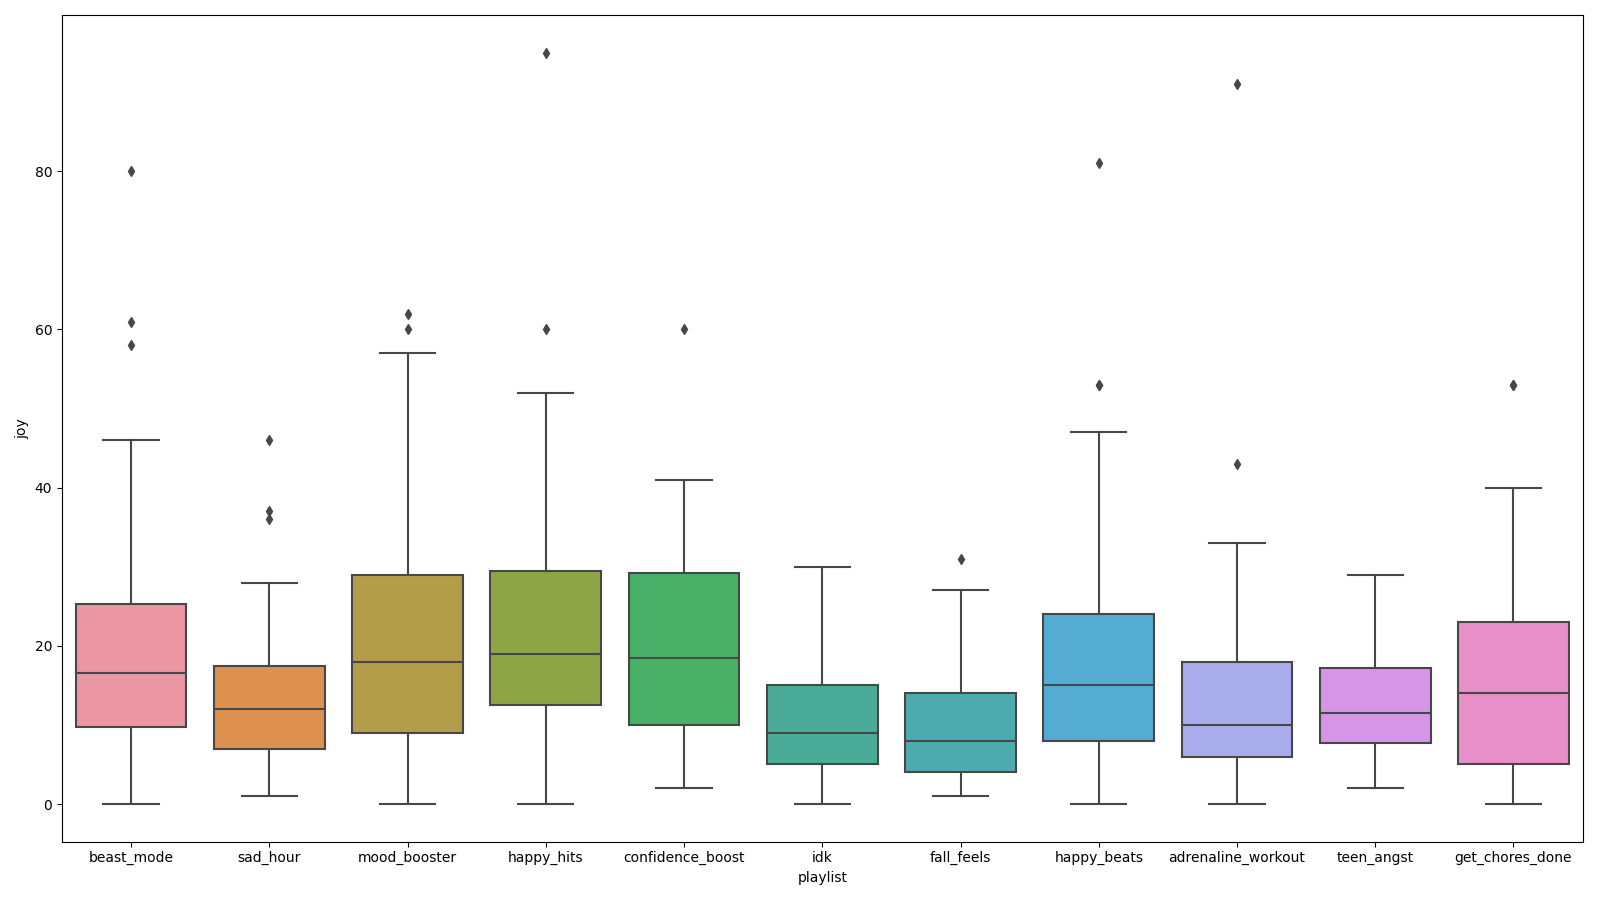 80
60
40
20
0
joy
beast_mode sad_hour mood_booster happy_hits confidence_boost idk fall_feels happy_beats adrenaline_workout teen_angst get_chores_done
playlist